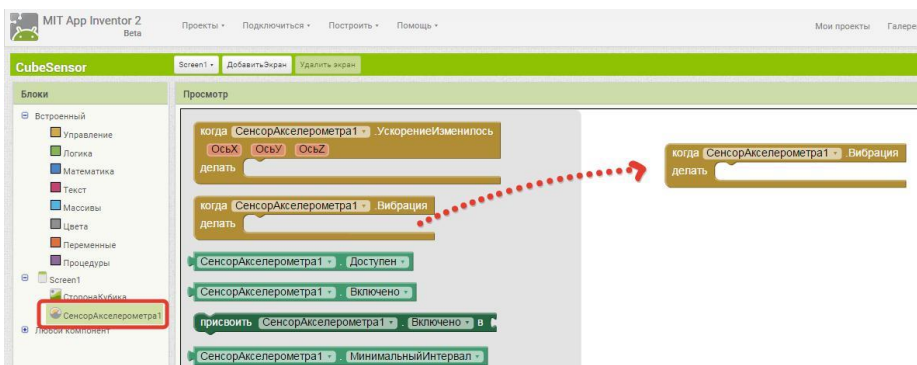 MIT App Inventor 2
Beta
Проекты Подключиться Построить Помощь
Мои проекты Галере
CubeSensor
Screen1 ДобавитьЭкран Удалить экран
Блоки
Просмотр
Встроенный
Управление
Логика
Математика
Текст
Массивы
Цвета
Переменные
Процедуры
Screen1
СторонаКубика
СенсорАкселерометра1
Любой компонент
когда СенсорАкселерометра1 .УскорениеИзменилось
ОсьX ОсьY ОсьZ
делать
когда СенсорАкселерометра1 .Вибрация
делать
СенсорАкселерометра1 . Доступен
СенсорАкселерометра1 . Включено
присвоить СенсорАкселерометра1 . Включено в
СенсорАкселерометра1 . МинимальныйИнтервал
когда СенсорАкселерометра1 .Вибрация
делать